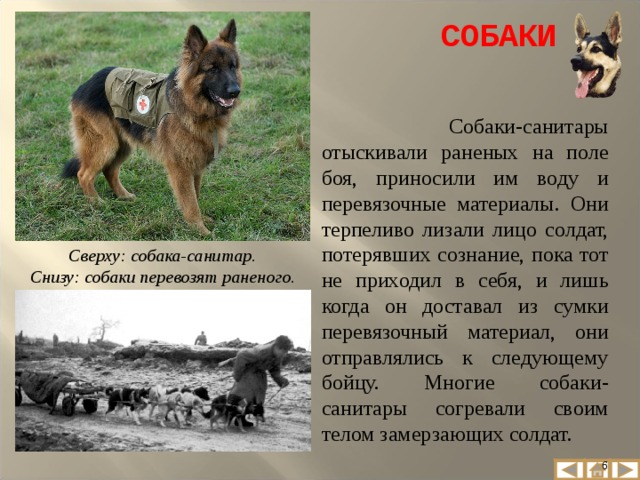 СОБАКИ
Собаки-санитары
отыскивали раненых на поле
боя, приносили им воду и
перевязочные материалы. Они
терпеливо лизали лицо солдат,
потерявших сознание, пока тот
не приходил в себя, и лишь
когда он доставал из сумки
перевязочный материал, они
отправлялись к следующему
бойцу. Многие собаки-
санитары согревали своим
телом замерзающих солдат.
Сверху: собака-санитар.
Снизу: собаки перевозят раненого.
6